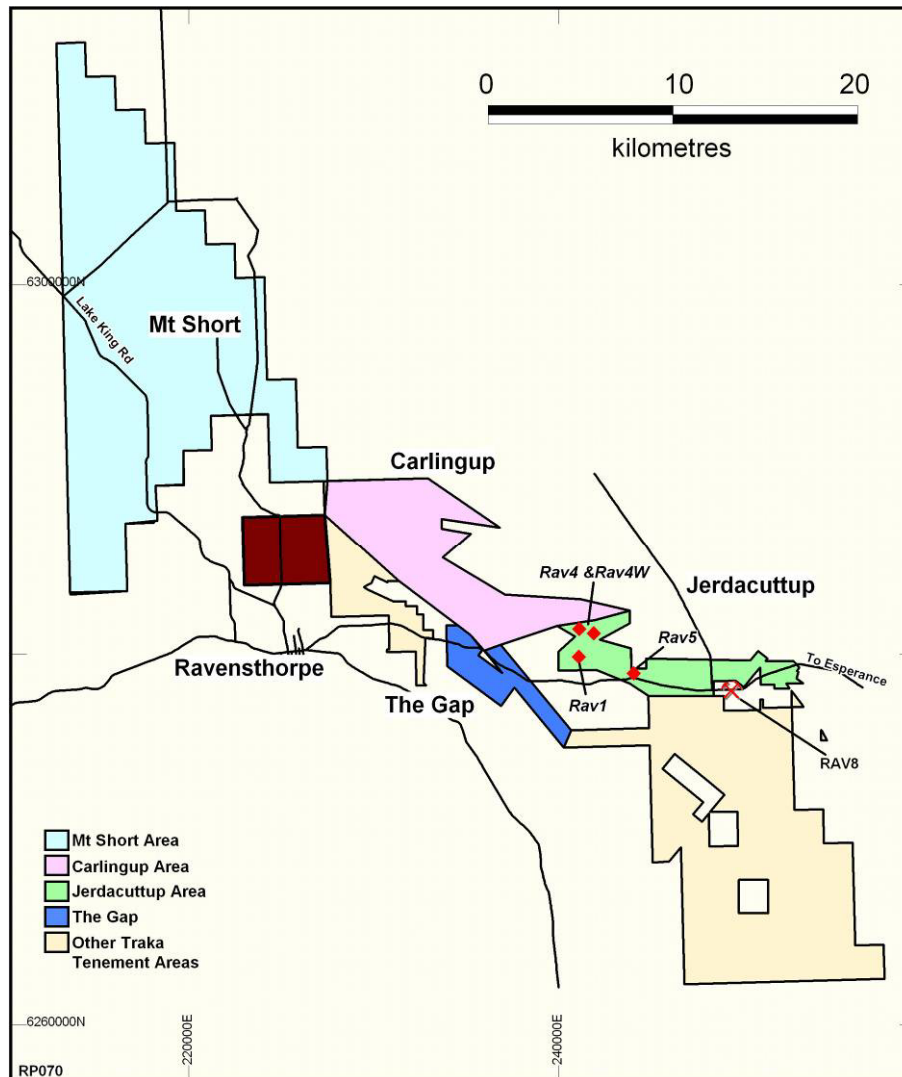 0 10 20
kilometres
6300000N
Lake King Rd
Mt Short
Carlingup
Rav4 &Rav4W
Jerdacuttup
Rav5
Ravensthorpe
To Esperance
The Gap
Rav1
RAV8
Mt Short Area
Carlingup Area
Jerdacuttup Area
The Gap
Other Traka
Tenement Areas
6260000N
220000E
240000E
RP070